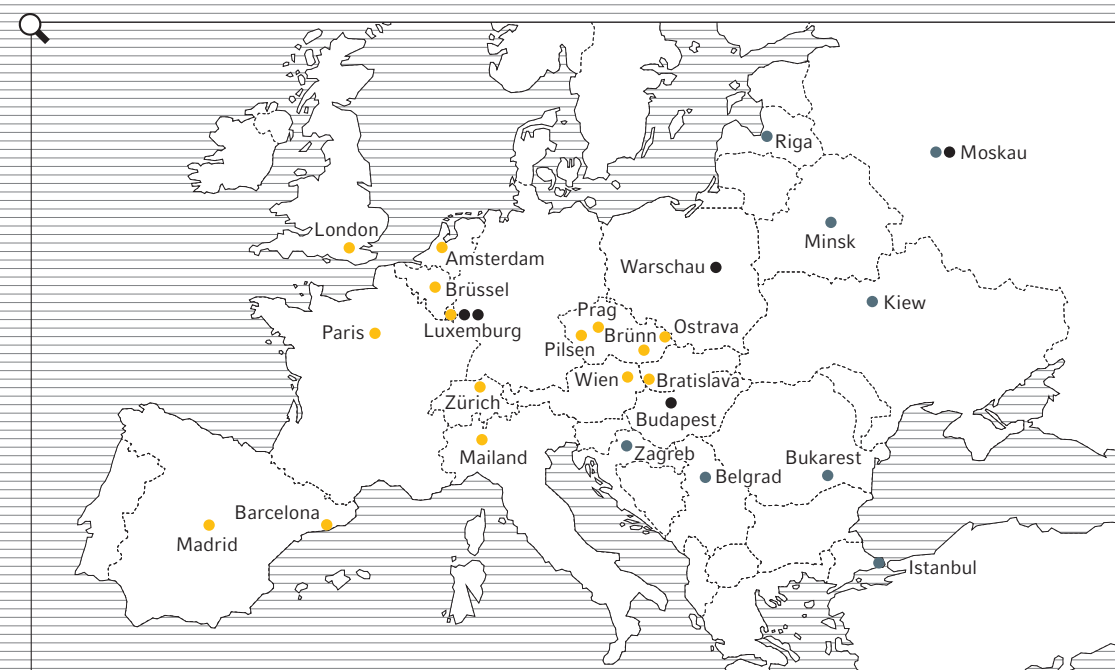 Riga
Moskau
London
Minsk
Amsterdam
Warschau
Brüssel
Kiew
Prag
Luxemburg
Ostrava
Paris
Brünn
Pilsen
Wien
Bratislava
Zürich
Budapest
Zagreb
Mailand
Bukarest
Belgrad
Barcelona
Madrid
Istanbul